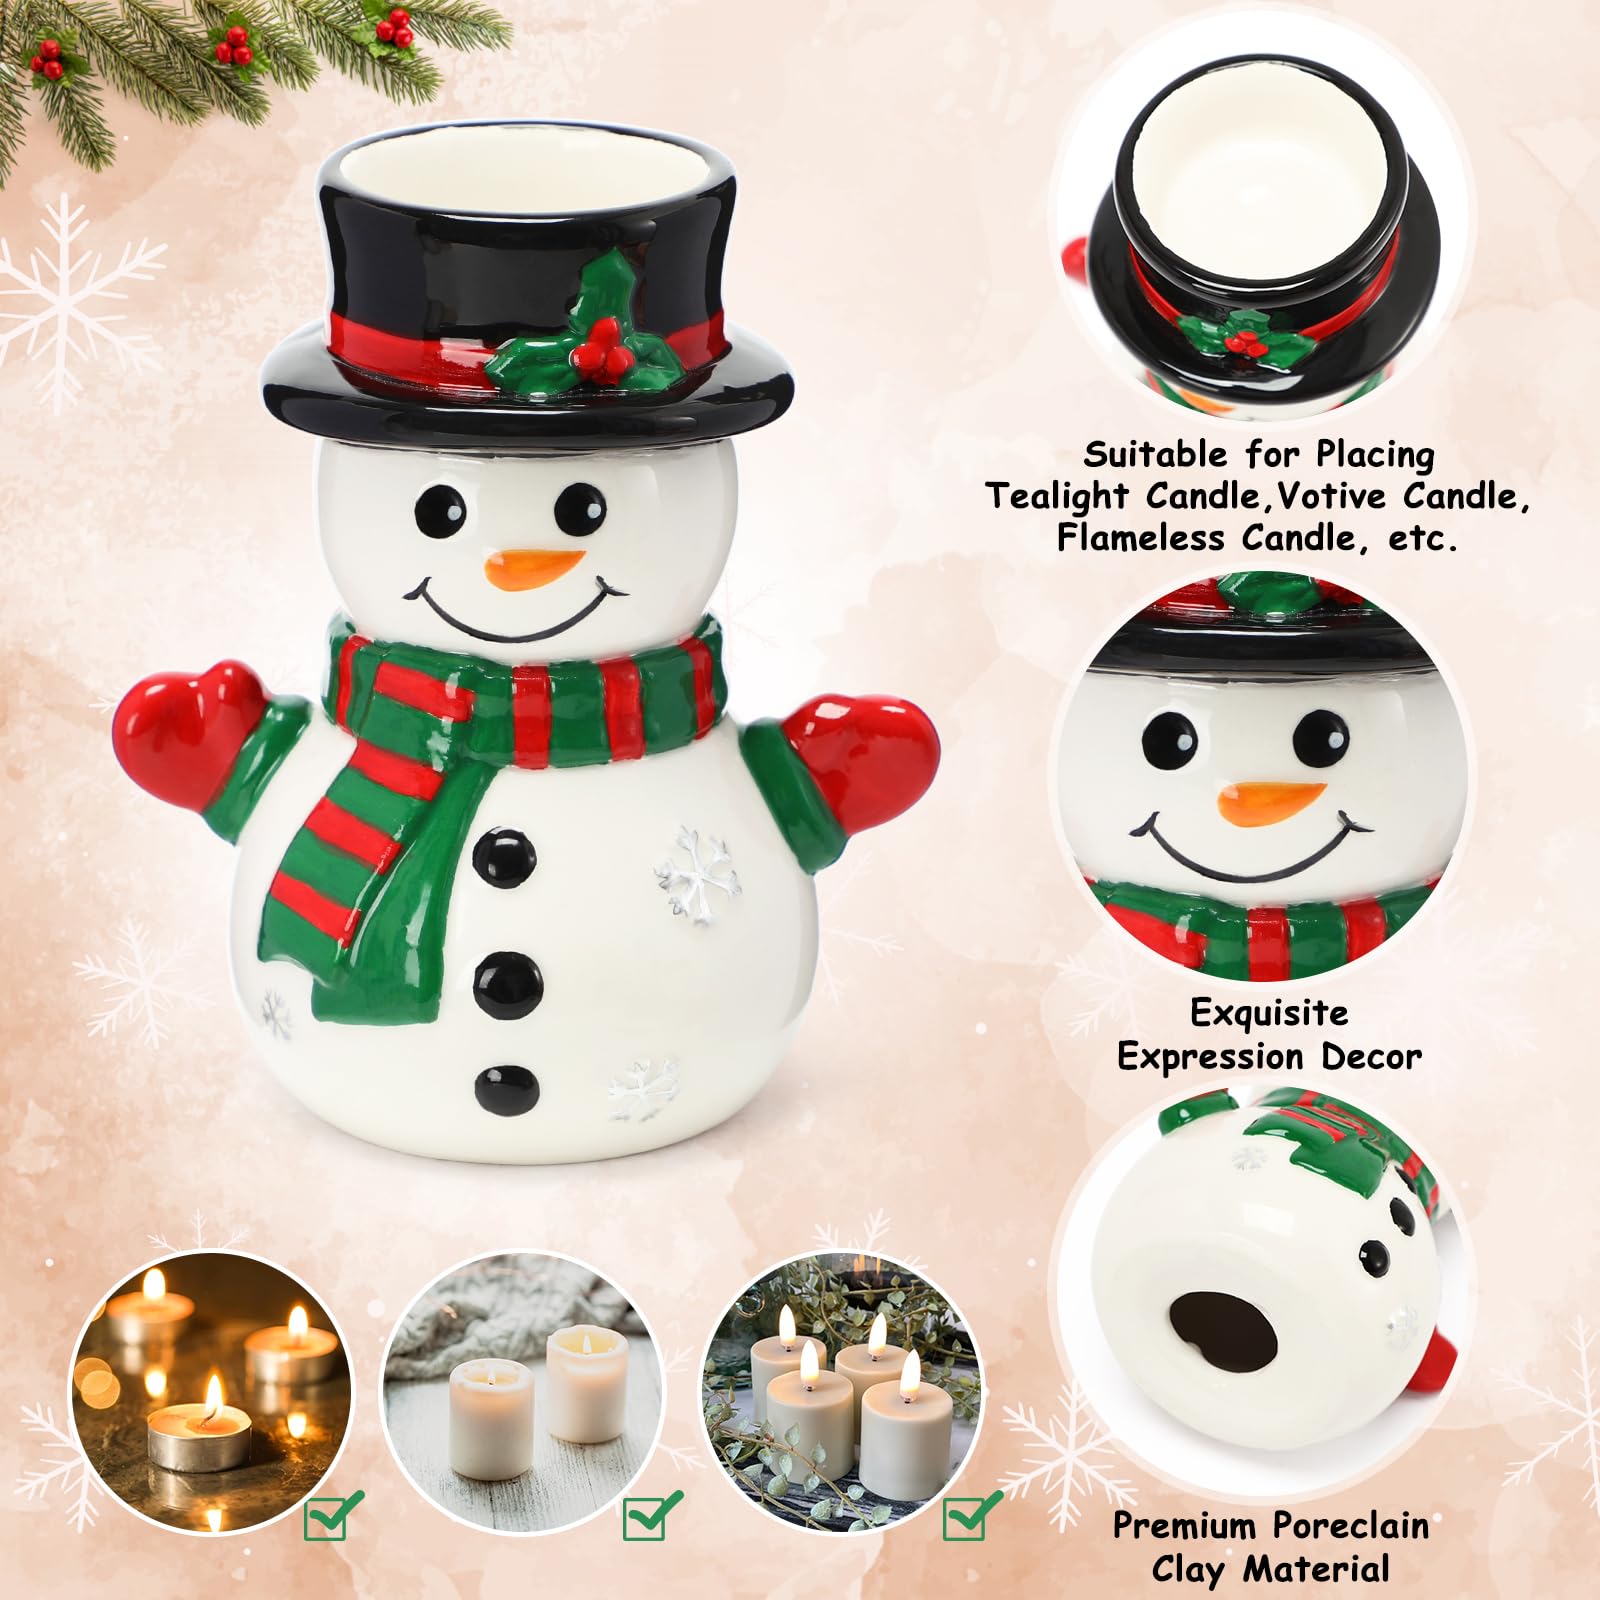 Suitable for Placing
Tealight Candle,Votive Candle,
Flameless Candle, etc.
Exquisite
Expression Decor
Premium Poreclain
Clay Material